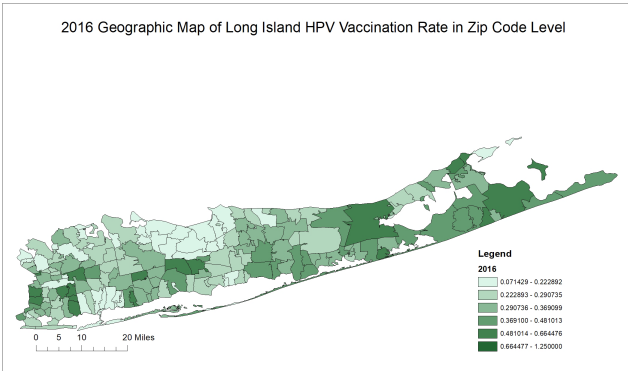 2016 Geographic Map of Long Island HPV Vaccination Rate in Zip Code Level
Legend
2016
0.071429 - 0.222892
0.222893 - 0.290735
0.290736 - 0.369099
0.369100 - 0.481013
0.481014 - 0.664476
0.664477 - 1.250000
0 5 10 20 Miles